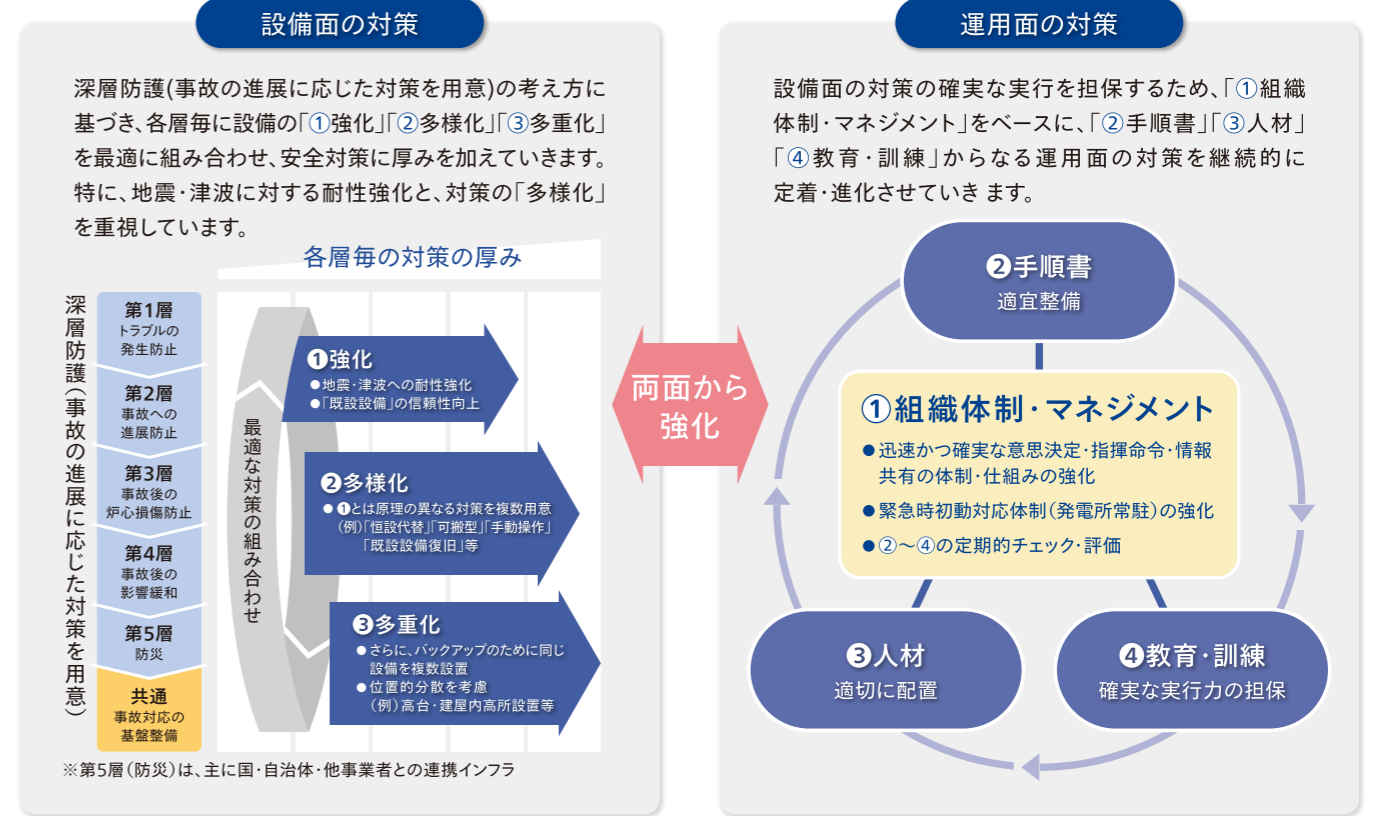 設備面の対策
深層防護(事故の進展に応じた対策を用意)の考え方に
基づき、各層毎に設備の「①強化」「②多様化」「③多重化」
を最適に組み合わせ、安全対策に厚みを加えていきます。
特に、地震・津波に対する耐性強化と、対策の「多様化」
を重視しています。
各層毎の対策の厚み
深層防護(事故の進展に応じた対策を用意)
第1層
トラブルの
発生防止
第2層
事故への
進展防止
第3層
事故後の
炉心損傷防止
第4層
事故後の
影響緩和
第5層
防災
共通
事故対応の
基盤整備
最適な対策の組み合わせ
❶強化
●地震・津波への耐性強化
●「既設設備」の信頼性向上
❷多様化
●❶とは原理の異なる対策を複数用意
(例)「恒設代替」「可搬型」「手動操作」
「既設設備復旧」等
❸多重化
●さらに、バックアップのために同じ
設備を複数設置
●位置的分散を考慮
(例)高台・建屋内高所設置等
※第5層(防災)は、主に国・自治体・他事業者との連携インフラ
両面から
強化
運用面の対策
設備面の対策の確実な実行を担保するため、「①組織
体制・マネジメント」をベースに、「②手順書」「③人材」
「④教育・訓練」からなる運用面の対策を継続的に
定着・進化させていき ます。
❷手順書
適宜整備
①組織体制・マネジメント
●迅速かつ確実な意思決定・指揮命令・情報
共有の体制・仕組みの強化
●緊急時初動対応体制(発電所常駐)の強化
●②〜④の定期的チェック・評価
❸人材
適切に配置
❹教育・訓練
確実な実行力の担保